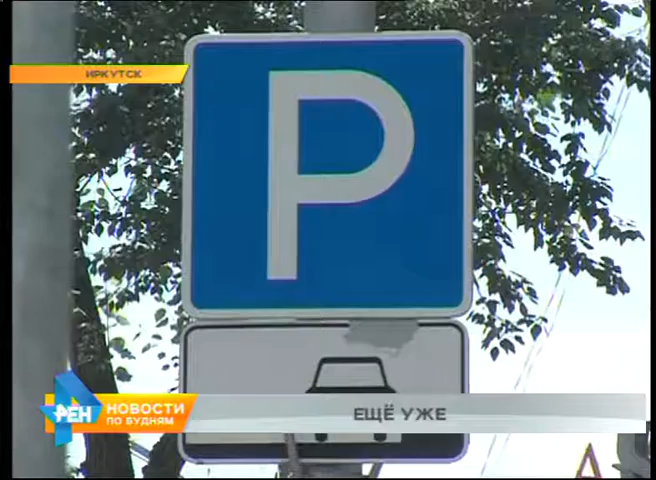 ИРКУТСК
P
РЕН
НОВОСТИ
ПО БУДНЯМ
ЕЩЁ УЖЕ